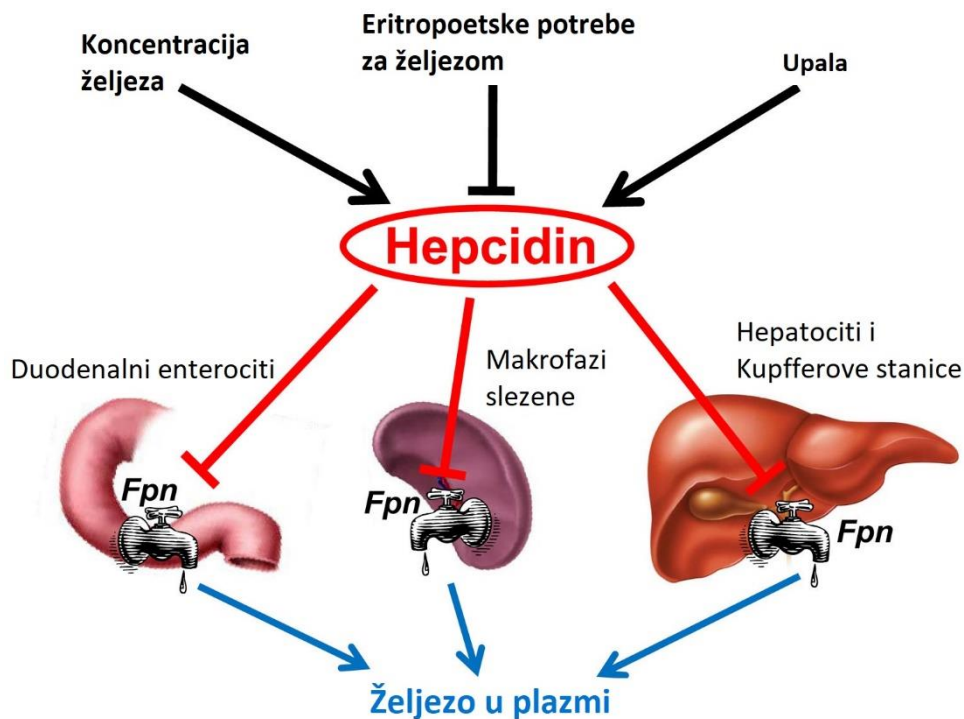 Koncentracija
željeza
Eritropoetske potrebe
za željezom
Upala
Hepcidin
Duodenalni enterociti
Makrofazi
slezene
Hepatociti i
Kupfferove stanice
Fpn
Fpn
Fpn
Željezo u plazmi